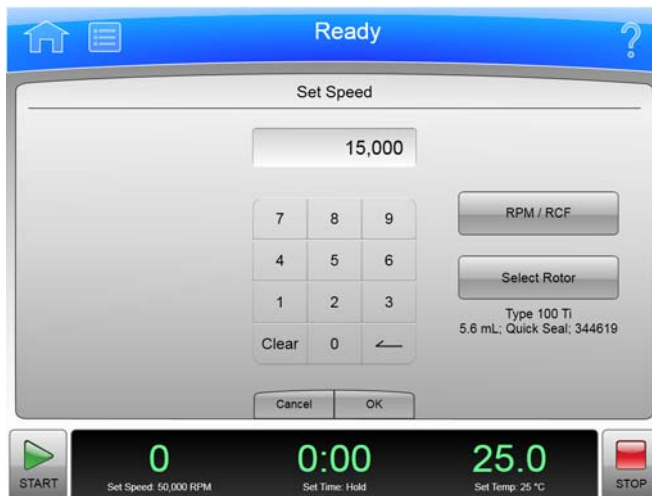 Ready
Set Speed
15,000
7 8 9
4 5 6
1 2 3
Clear 0
RPM / RCF
Select Rotor
Type 100 Ti
5.6 mL; Quick Seal; 344619
Cancel OK
START
0 0:00 25.0
Set Speed: 50,000 RPM Set Time: Hold Set Temp: 25 °C
STOP